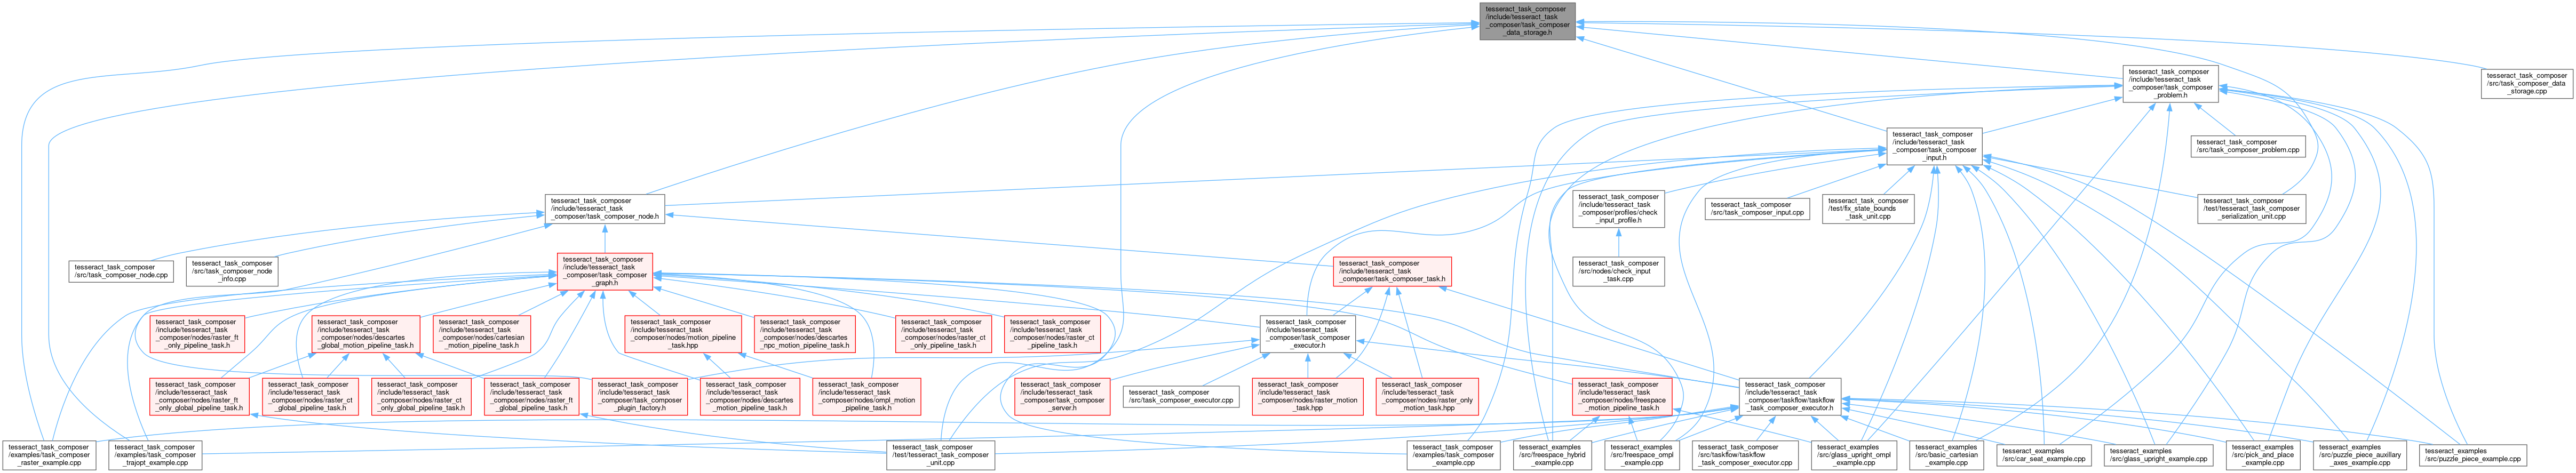 tesseract_task_composer
/include/tesseract_task
_composer/task_composer
_data_storage.h
tesseract_task_composer
/include/tesseract_task
_composer/task_composer
_problem.h
tesseract_task_composer
/src/task_composer_data
_storage.cpp
tesseract_task_composer
/include/tesseract_task
_composer/task_composer
_input.h
tesseract_task_composer
/src/task_composer_problem.cpp
tesseract_task_composer
/include/tesseract_task
_composer/task_composer_node.h
tesseract_task_composer
/include/tesseract_task
_composer/profiles/check
_input_profile.h
tesseract_task_composer
/src/task_composer_input.cpp
tesseract_task_composer
/test/fix_state_bounds
_task_unit.cpp
tesseract_task_composer
/test/tesseract_task_composer
_serialization_unit.cpp
tesseract_task_composer
/src/task_composer_node.cpp
tesseract_task_composer
/src/task_composer_node
_info.cpp
tesseract_task_composer
/include/tesseract_task
_composer/task_composer
_graph.h
tesseract_task_composer
/include/tesseract_task
_composer/task_composer_task.h
tesseract_task_composer
/src/nodes/check_input
_task.cpp
tesseract_task_composer
/include/tesseract_task
_composer/nodes/raster_ft
_only_pipeline_task.h
tesseract_task_composer
/include/tesseract_task
_composer/nodes/descartes
_global_motion_pipeline_task.h
tesseract_task_composer
/include/tesseract_task
_composer/nodes/cartesian
_motion_pipeline_task.h
tesseract_task_composer
/include/tesseract_task
_composer/nodes/motion_pipeline
_task.hpp
tesseract_task_composer
/include/tesseract_task
_composer/nodes/descartes
_npc_motion_pipeline_task.h
tesseract_task_composer
/include/tesseract_task
_composer/nodes/raster_ct
_only_pipeline_task.h
tesseract_task_composer
/include/tesseract_task
_composer/nodes/raster_ct
_pipeline_task.h
tesseract_task_composer
/include/tesseract_task
_composer/task_composer
_executor.h
tesseract_task_composer
/include/tesseract_task
_composer/nodes/raster_ft
_only_global_pipeline_task.h
tesseract_task_composer
/include/tesseract_task
_composer/nodes/raster_ct
_global_pipeline_task.h
tesseract_task_composer
/include/tesseract_task
_composer/nodes/raster_ct
_only_global_pipeline_task.h
tesseract_task_composer
/include/tesseract_task
_composer/nodes/raster_ft
_global_pipeline_task.h
tesseract_task_composer
/include/tesseract_task
_composer/task_composer
_plugin_factory.h
tesseract_task_composer
/include/tesseract_task
_composer/nodes/descartes
_motion_pipeline_task.h
tesseract_task_composer
/include/tesseract_task
_composer/nodes/ompl_motion
_pipeline_task.h
tesseract_task_composer
/include/tesseract_task
_composer/task_composer
_server.h
tesseract_task_composer
/src/task_composer_executor.cpp
tesseract_task_composer
/include/tesseract_task
_composer/nodes/raster_motion
_task.hpp
tesseract_task_composer
/include/tesseract_task
_composer/nodes/raster_only
_motion_task.hpp
tesseract_task_composer
/include/tesseract_task
_composer/nodes/freespace
_motion_pipeline_task.h
tesseract_task_composer
/include/tesseract_task
_composer/taskflow/taskflow
_task_composer_executor.h
tesseract_task_composer
/examples/task_composer
_raster_example.cpp
tesseract_task_composer
/examples/task_composer
_trajopt_example.cpp
tesseract_task_composer
/test/tesseract_task_composer
_unit.cpp
tesseract_task_composer
/examples/task_composer
_example.cpp
tesseract_examples
/src/freespace_hybrid
_example.cpp
tesseract_examples
/src/freespace_ompl
_example.cpp
tesseract_task_composer
/src/taskflow/taskflow
_task_composer_executor.cpp
tesseract_examples
/src/glass_upright_ompl
_example.cpp
tesseract_examples
/src/basic_cartesian
_example.cpp
tesseract_examples
/src/car_seat_example.cpp
tesseract_examples
/src/glass_upright_example.cpp
tesseract_examples
/src/pick_and_place
_example.cpp
tesseract_examples
/src/puzzle_piece_auxillary
_axes_example.cpp
tesseract_examples
/src/puzzle_piece_example.cpp